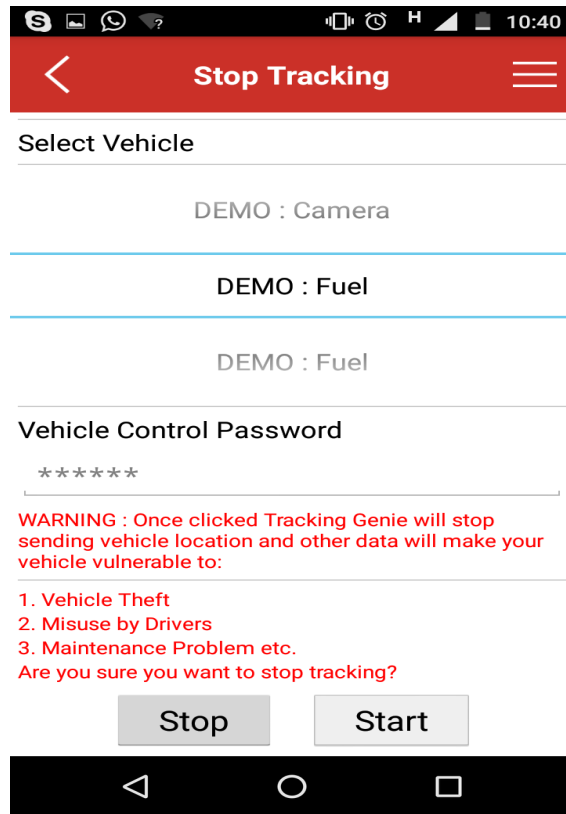 H 10:40
Stop Tracking
Select Vehicle
DEMO : Camera
DEMO : Fuel
DEMO : Fuel
Vehicle Control Password
******
WARNING : Once clicked Tracking Genie will stop
sending vehicle location and other data will make your
vehicle vulnerable to:
1. Vehicle Theft
2. Misuse by Drivers
3. Maintenance Problem etc.
Are you sure you want to stop tracking?
Stop Start